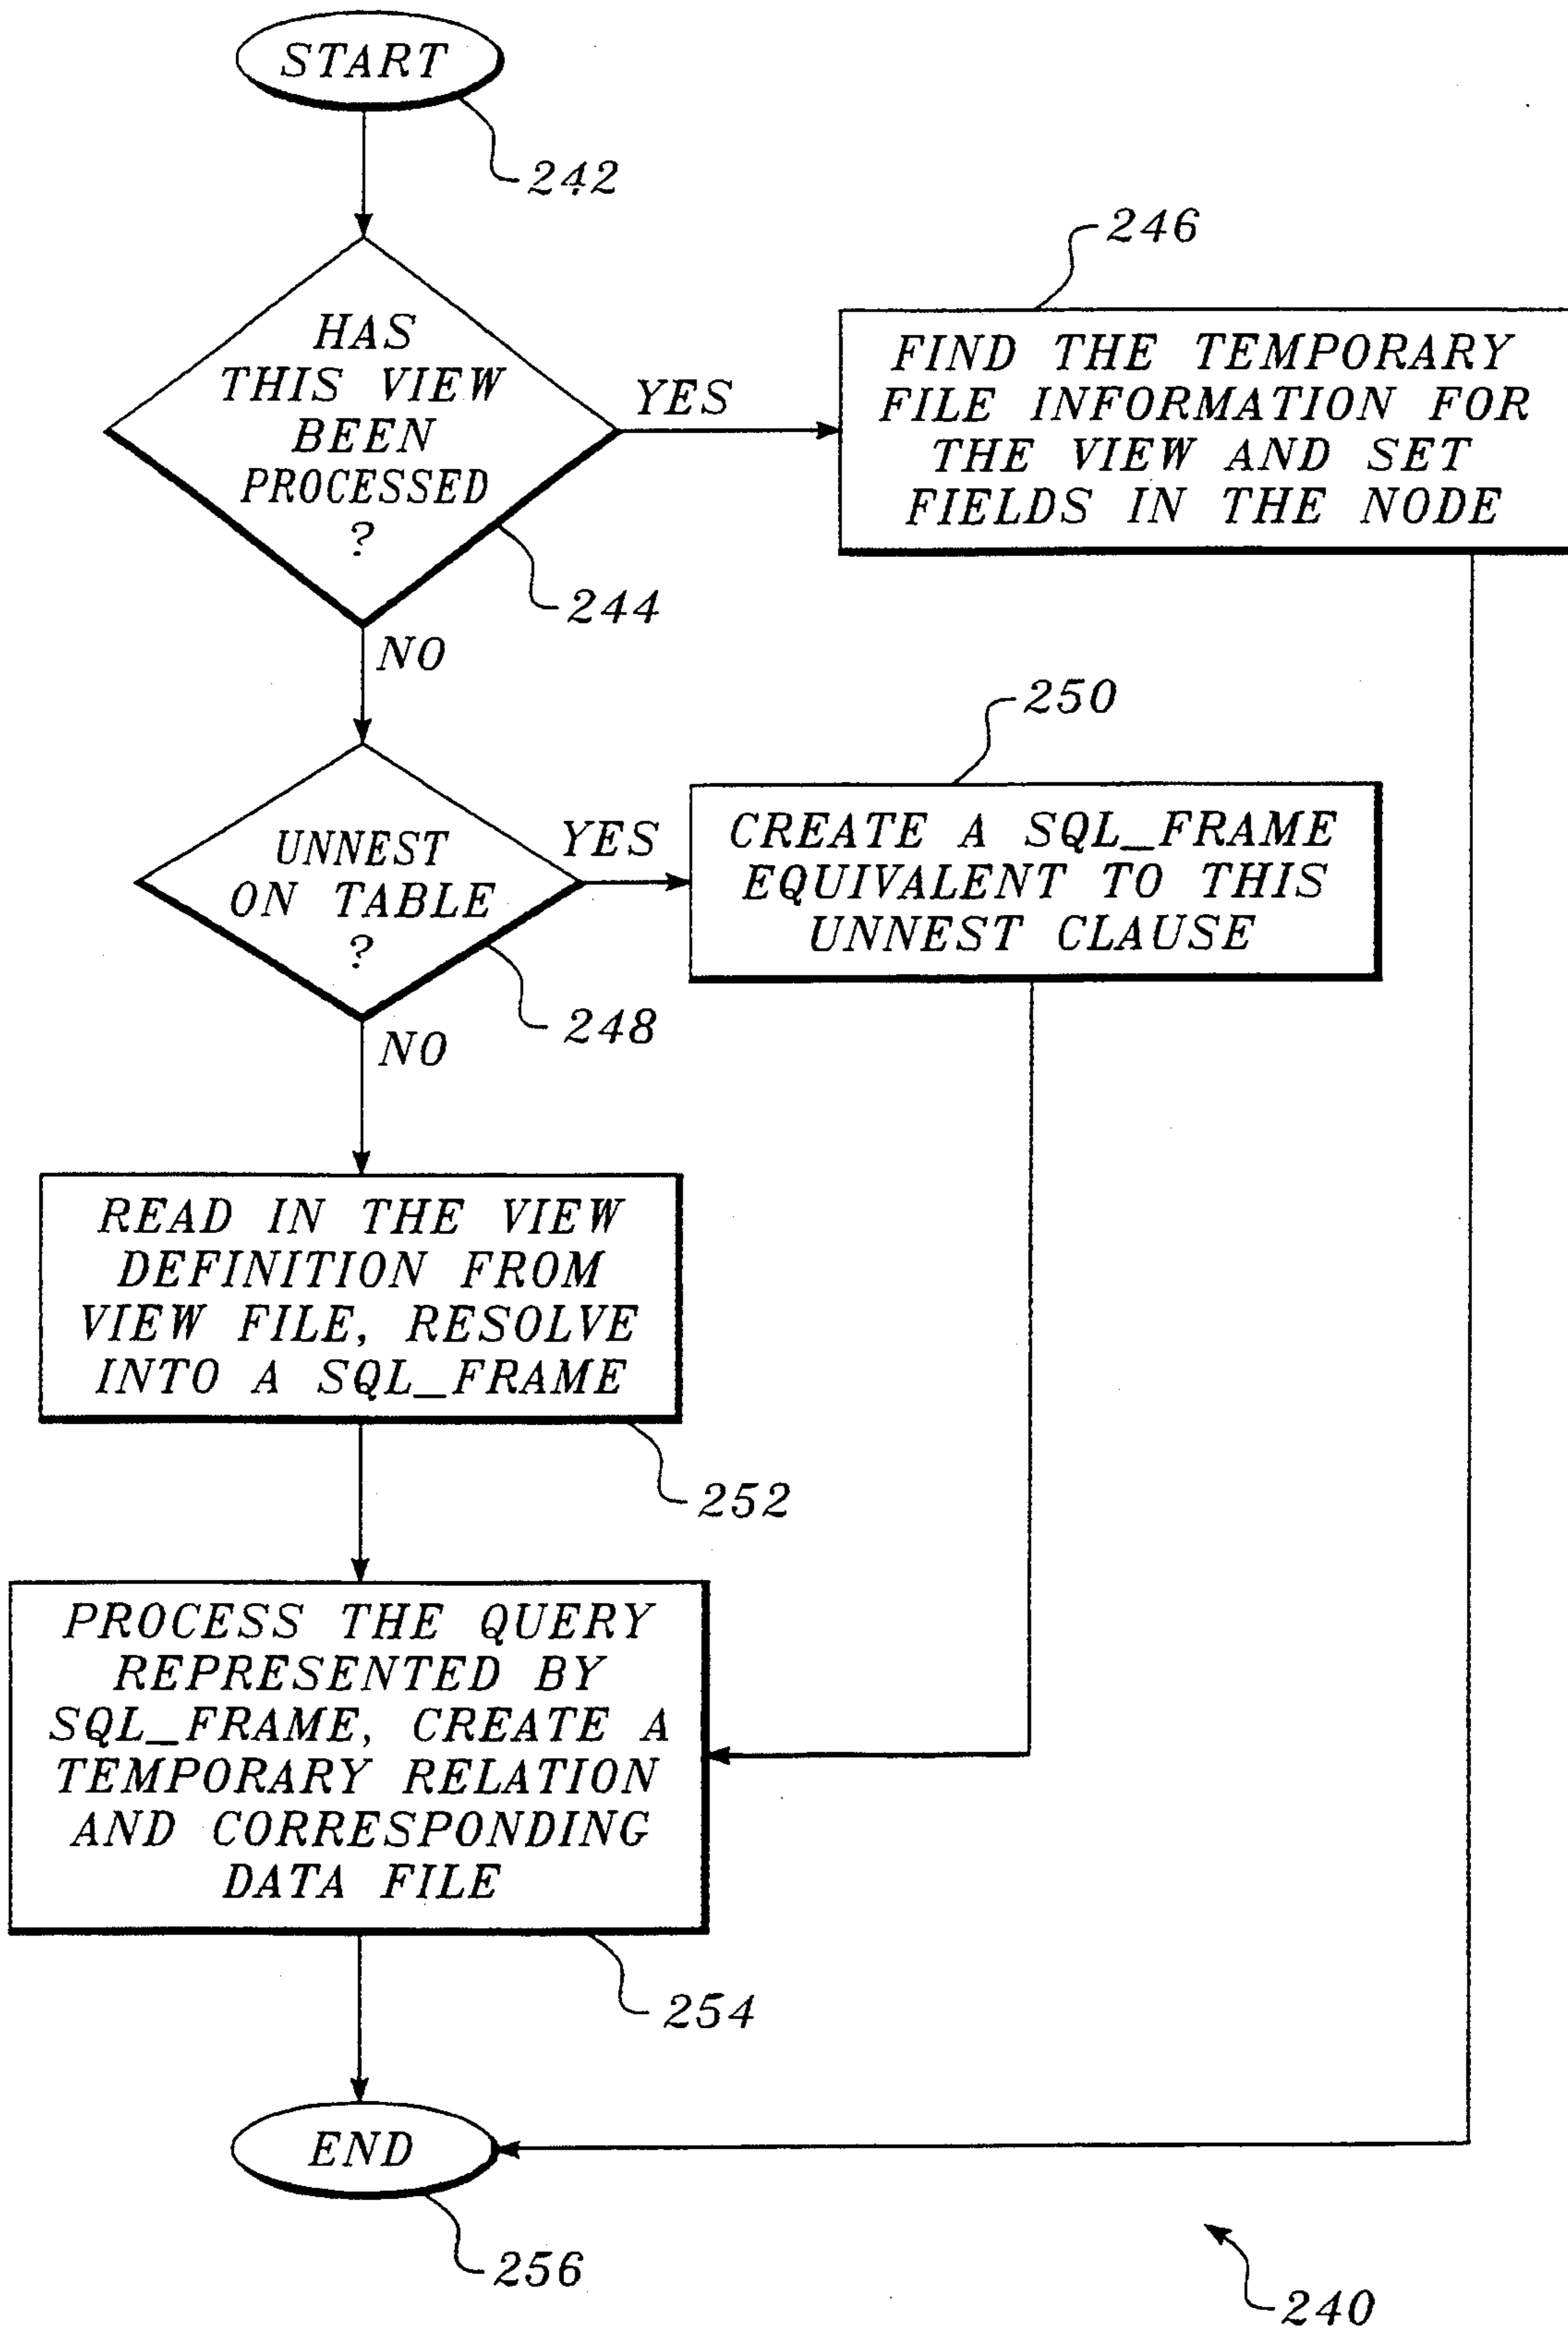 START
242
HAS
THIS VIEW
BEEN
PROCESSED
?
244
YES
246
FIND THE TEMPORARY
FILE INFORMATION FOR
THE VIEW AND SET
FIELDS IN THE NODE
NO
UNNEST
ON TABLE
?
248
YES
250
CREATE A SQL_FRAME
EQUIVALENT TO THIS
UNNEST CLAUSE
NO
READ IN THE VIEW
DEFINITION FROM
VIEW FILE, RESOLVE
INTO A SQL_FRAME
252
PROCESS THE QUERY
REPRESENTED BY
SQL_FRAME, CREATE A
TEMPORARY RELATION
AND CORRESPONDING
DATA FILE
254
END
256
240